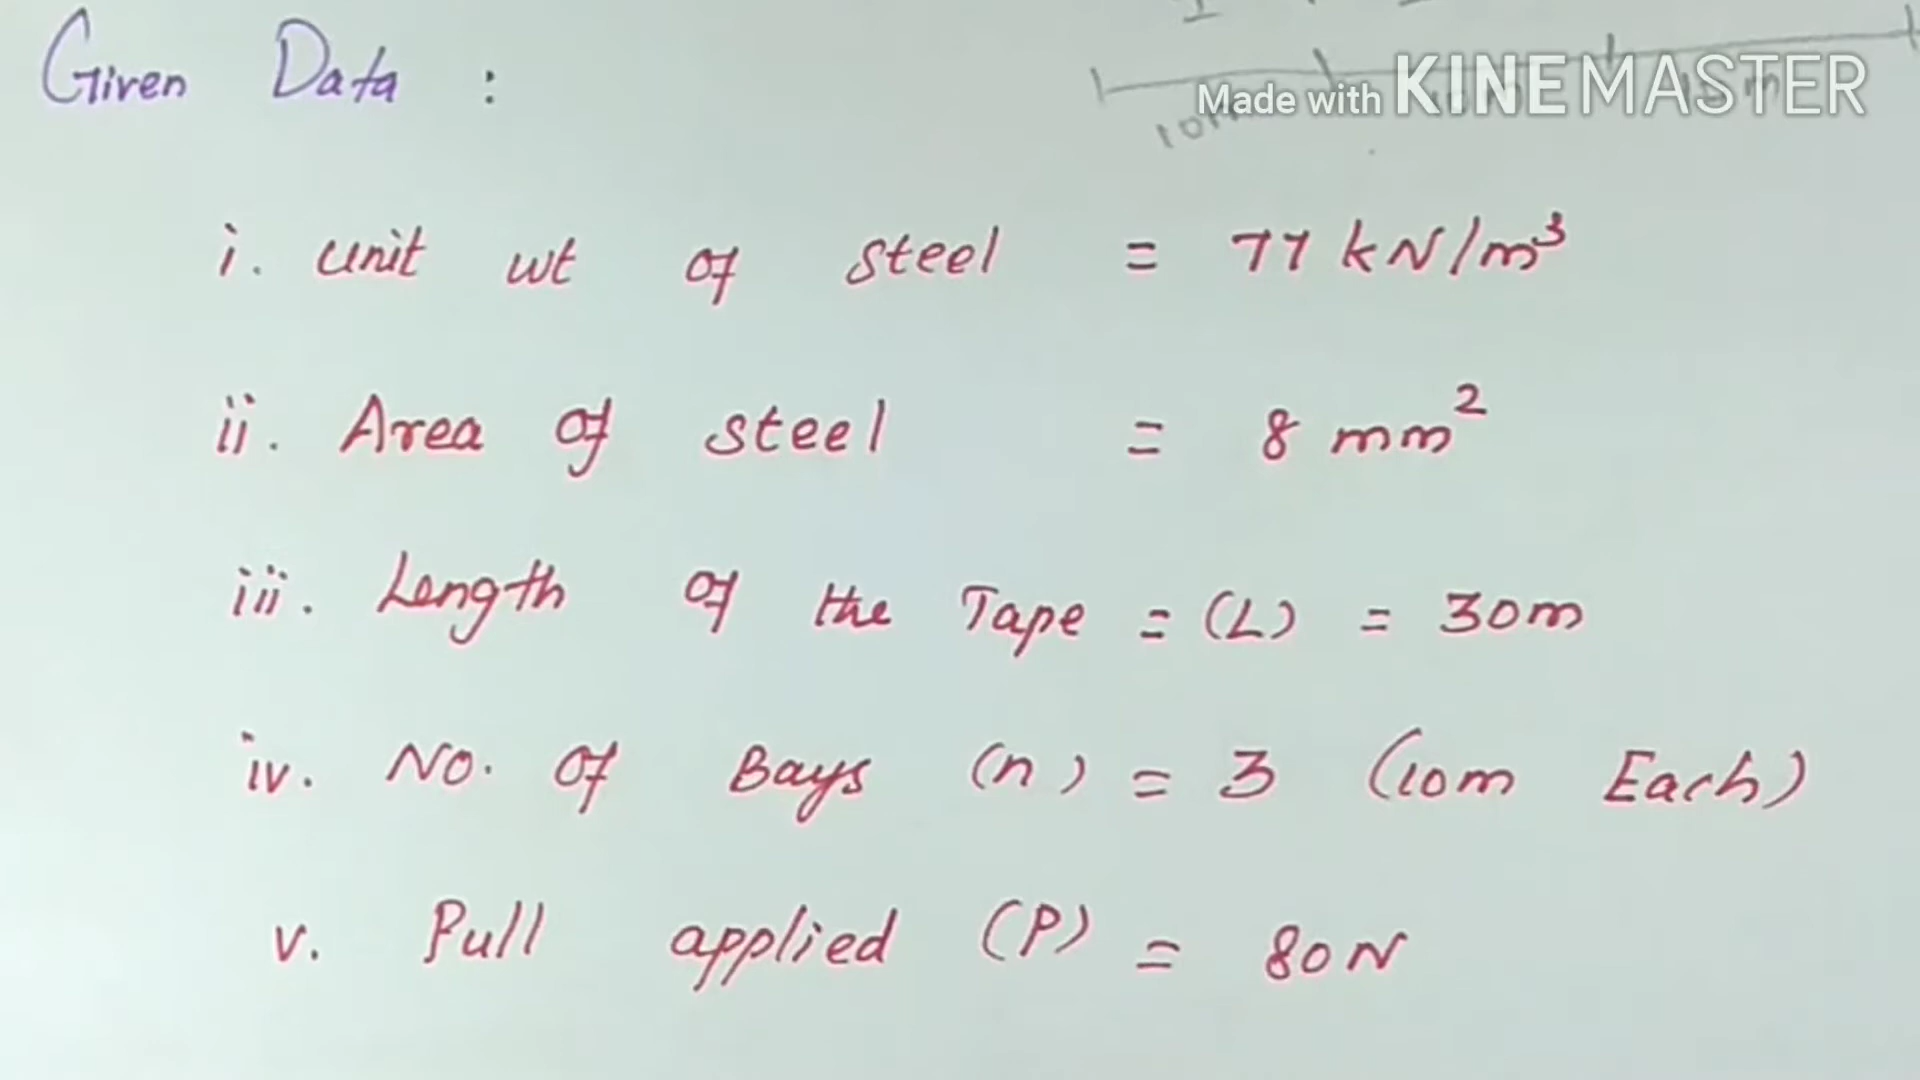 Given Data :
10m
Made with KINEMASTER
i. unit wt of steel = 77 kN/m³
ii. Area of steel = 8 mm²
iii. Length of the Tape = (L) = 30m
iv. No. of Bays (n) = 3 (10m Each)
v. Pull applied (P) = 80N